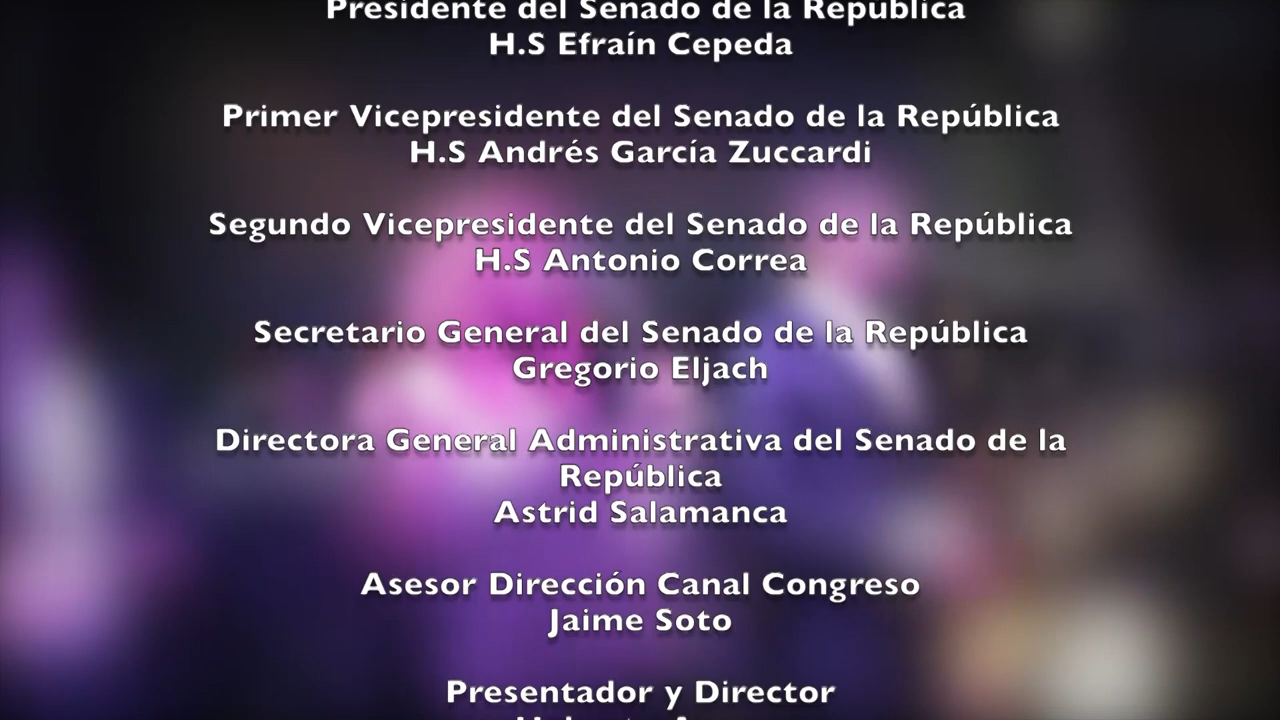 Presidente del Senado de la República
H.S Efraín Cepeda
Primer Vicepresidente del Senado de la República
H.S Andrés García Zuccardi
Segundo Vicepresidente del Senado de la República
H.S Antonio Correa
Secretario General del Senado de la República
Gregorio Eljach
Directora General Administrativa del Senado de la
República
Astrid Salamanca
Asesor Dirección Canal Congreso
Jaime Soto
Presentador y Director